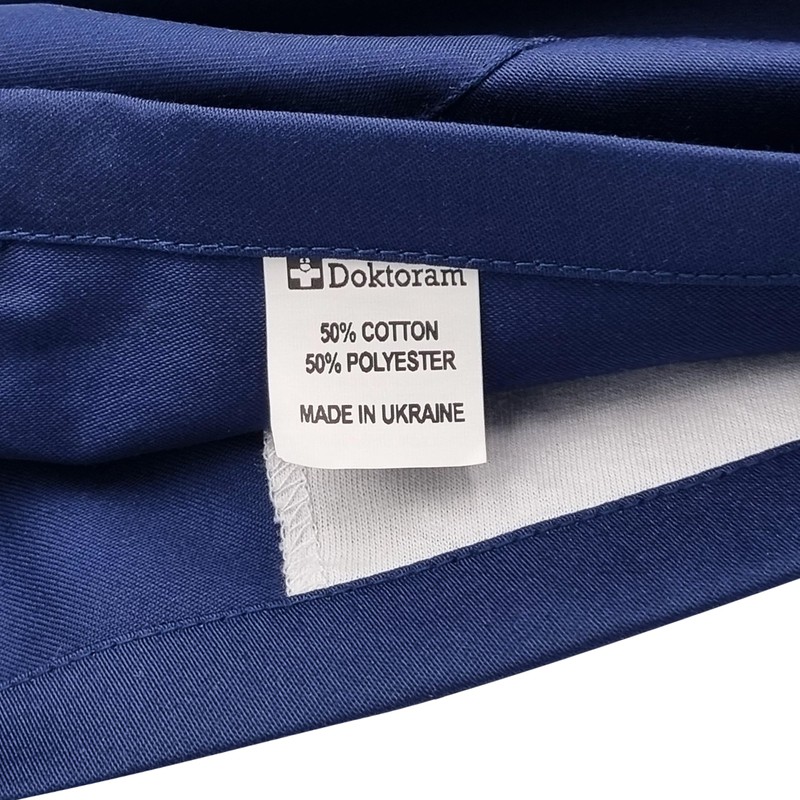 Doktoram
50% COTTON
50% POLYESTER
MADE IN UKRAINE